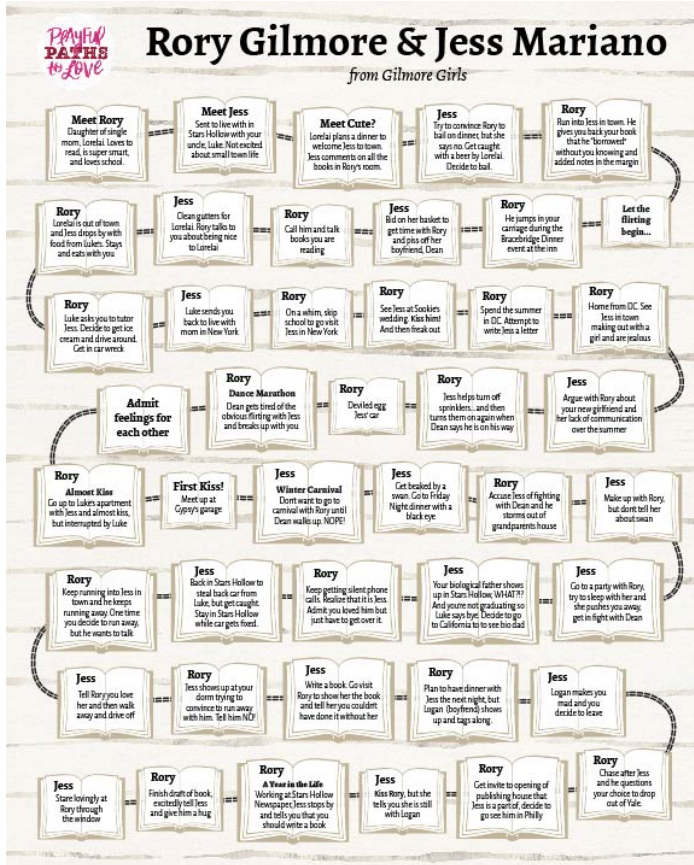 Playful
PATHS
to Love
Rory Gilmore & Jess Mariano
from Gilmore Girls
Meet Rory
Daughter of single
mom, Lorelai. Loves to
read, is super smart,
and loves school.
Meet Jess
Sent to live with in
Stars Hollow with your
uncle, Luke. Not excited
about small town life
Meet Cute?
Lorelai plans a dinner to
welcome Jess to town.
Jess comments on all the
books in Rory's room.
Jess
Try to convince Rory to
bail on dinner, but she
says no. Get caught
with a beer by Lorelai.
Decide to bail.
Rory
Run into Jess in town. He
gives you back your book
that he "borrowed"
without you knowing and
added notes in the margin
Let the
flirting
begin...
Rory
He jumps in your
carriage during the
Bracebridge Dinner
event at the inn
Jess
Bid on her basket to
get time with Rory
and piss off her
boyfriend, Dean
Rory
Call him and talk
books you are
reading
Jess
Clean gutters for
Lorelai. Rory talks to
you about being nice
to Lorelai
Rory
Lorelai is out of town
and Jess drops by with
food from Luke's. Stays
and eats with you
Rory
Luke asks you to tutor
Jess. Decide to get ice
cream and drive around.
Get in car wreck
Jess
Luke sends you
back to live with
mom in New York
Rory
On a whim, skip
school to go visit
Jess in New York
Rory
See Jess at Sookie's
wedding. Kiss him!
And then freak out
Rory
Spend the summer
in DC. Attempt to
write Jess a letter
Rory
Home from DC. See
Jess in town
making out with a
girl and are jealous
Jess
Argue with Rory about
your new girlfriend and
her lack of communication
over the summer
Rory
Jess helps turn off
sprinklers...and then
turns them on again when
Dean says he is on his way
Rory
Deviled egg
Jess' car
Rory
Dance Marathon
Dean gets tired of the
obvious flirting with Jess
and breaks up with you
Admit
feelings for
each other
Rory
Almost Kiss
Go up to Luke's apartment
with Jess and almost kiss,
but interrupted by Luke
First Kiss!
Meet up at
Gypsy's garage
Jess
Winter Carnival
Don't want to go to
carnival with Rory until
Dean walks up. NOPE!
Jess
Get beaked by a
swan. Go to Friday
Night dinner with a
black eye
Rory
Accuse Jess of fighting
with Dean and he
storms out of
grandparents house
Jess
Make up with Rory,
but dont tell her
about swan
Jess
Go to a party with Rory,
try to sleep with her and
she pushes you away,
get in fight with Dean
Jess
Your biological father shows
up in Stars Hollow, WHAT?!?
And you're not graduating so
Luke says bye. Decide to go
to California to to see bio dad
Rory
Keep getting silent phone
calls. Realize that it is Jess.
Admit you loved him but
just have to get over it.
Jess
Back in Stars Hollow to
steal back car from
Luke, but get caught.
Stay in Stars Hollow
while car gets fixed.
Rory
Keep running into Jess in
town and he keeps
running away. One time
you decide to run away,
but he wants to talk
Jess
Tell Rory you love
her and then walk
away and drive off
Rory
Jess shows up at your
dorm trying to
convince to run away
with him. Tell him NO!
Jess
Write a book. Go visit
Rory to show her the book
and tell her you couldn't
have done it without her
Rory
Plan to have dinner with
Jess the next night, but
Logan (boyfrend) shows
up and tags along.
Jess
Logan makes you
mad and you
decide to leave
Rory
Chase after Jess
and he questions
your choice to drop
out of Yale.
Rory
Get invite to opening of
publishing house that
Jess is a part of, decide to
go see him in Philly
Jess
Kiss Rory, but she
tells you she is still
with Logan
Rory
A Year in the Life
Working at Stars Hollow
Newspaper, Jess stops by
and tells you that you
should write a book
Rory
Finish draft of book,
excitedly tell Jess
and give him a hug
Jess
Stare lovingly at
Rory through
the window